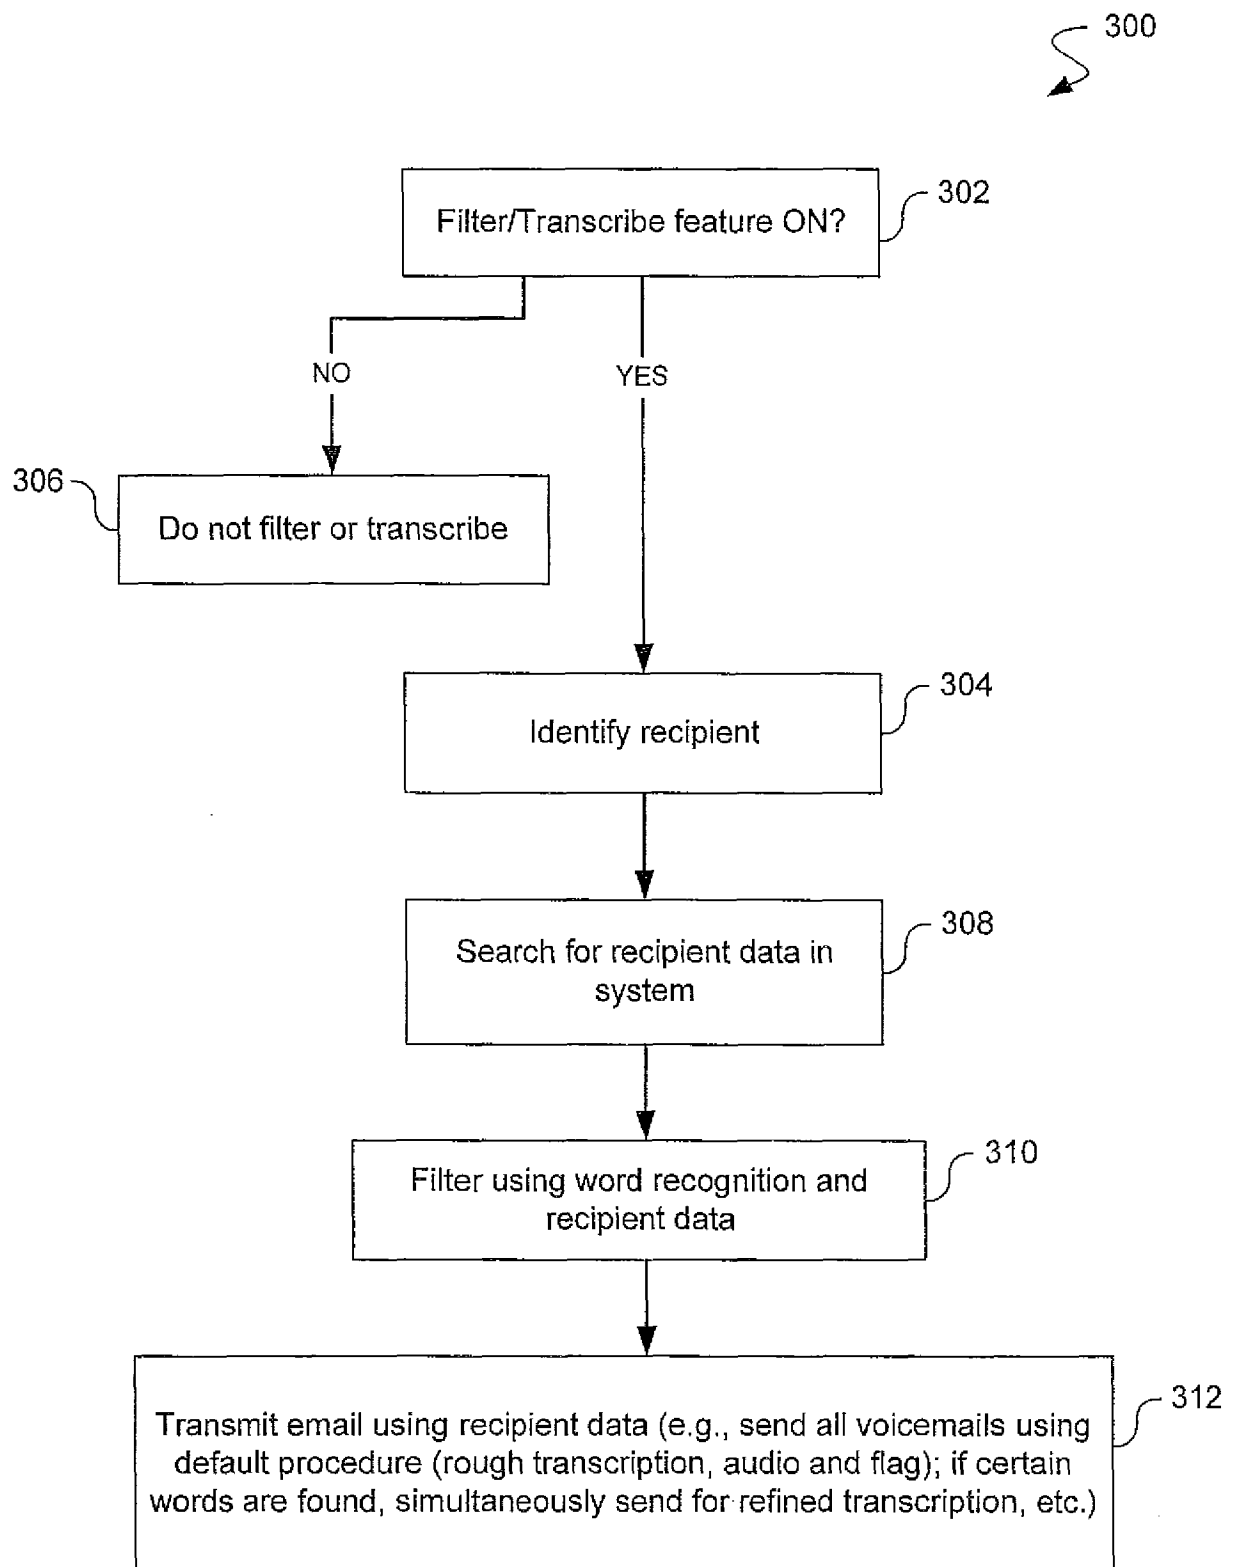 300
302
Filter/Transcribe feature ON?
NO
YES
306
Do not filter or transcribe
304
Identify recipient
308
Search for recipient data in
system
310
Filter using word recognition and
recipient data
312
Transmit email using recipient data (e.g., send all voicemails using
default procedure (rough transcription, audio and flag); if certain
words are found, simultaneously send for refined transcription, etc.)